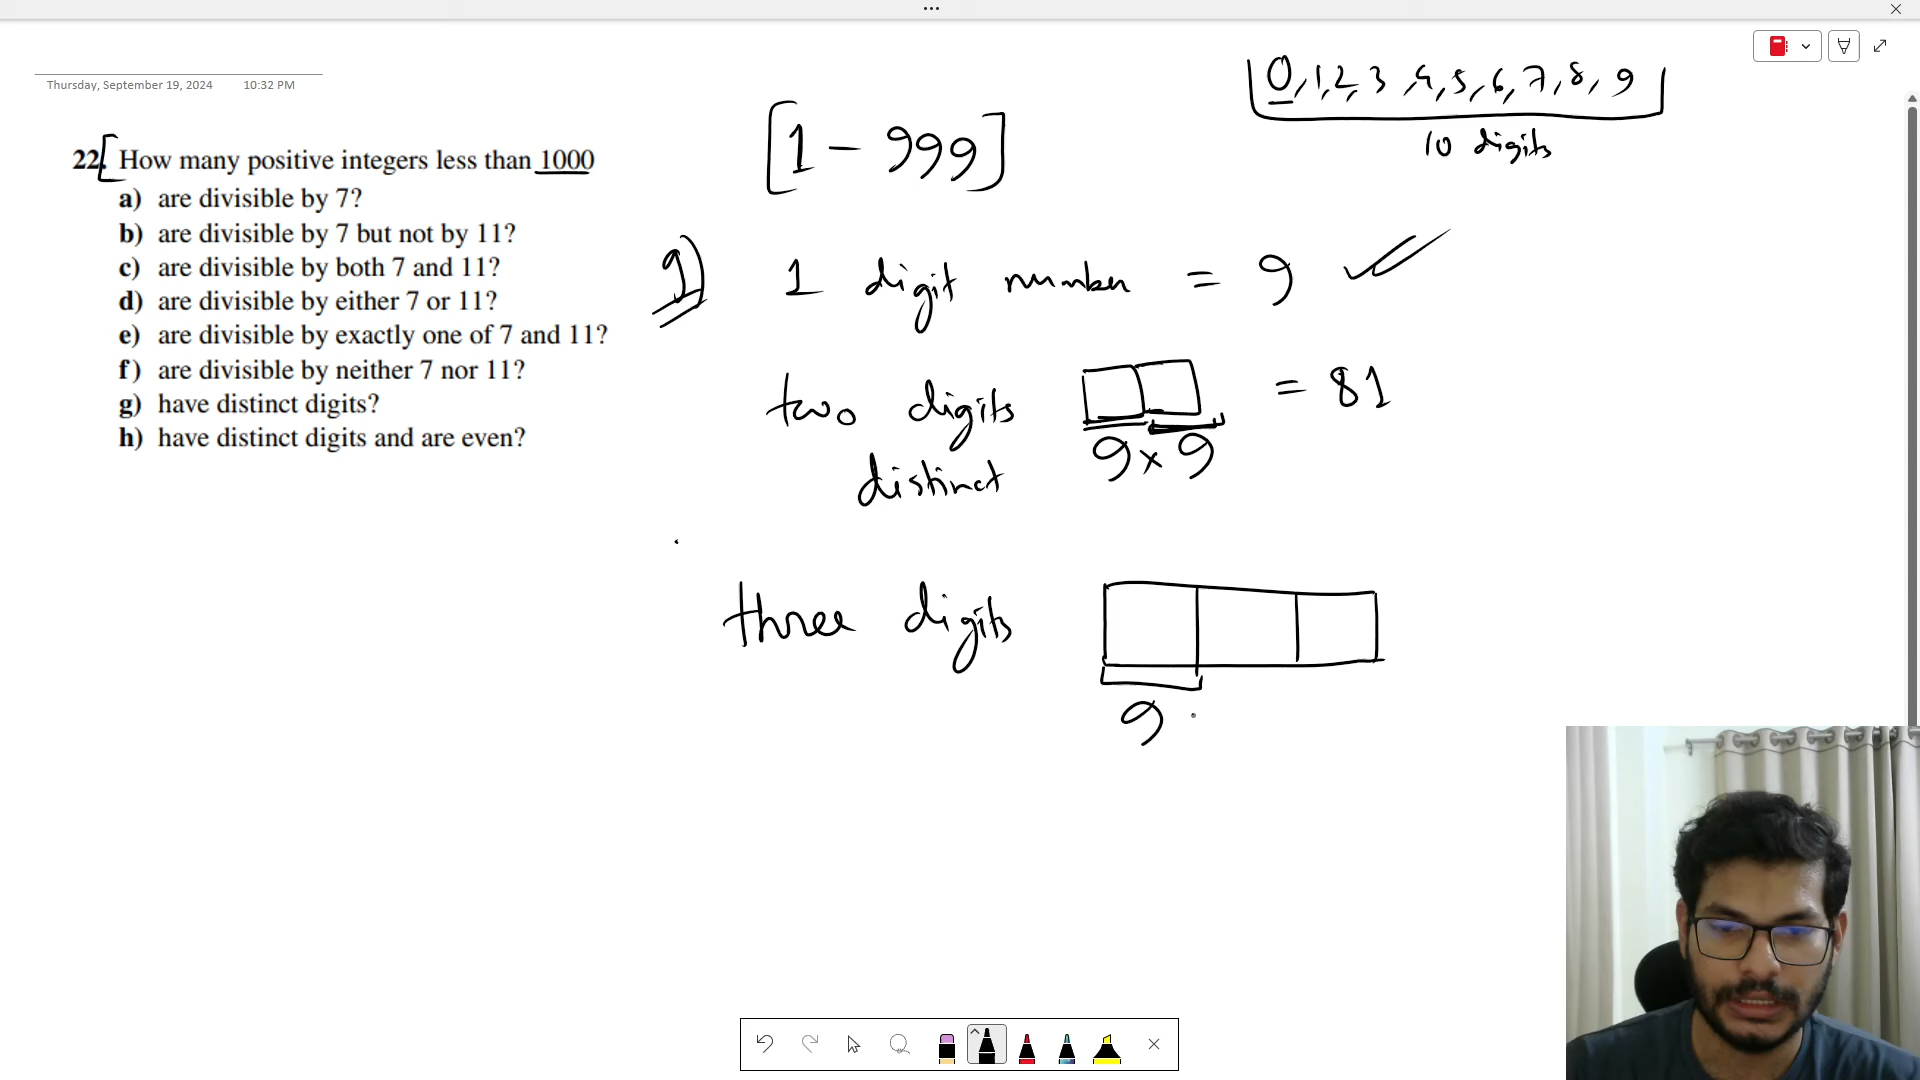 Thursday, September 19, 2024 10:32 PM
22. How many positive integers less than 1000
a) are divisible by 7?
b) are divisible by 7 but not by 11?
c) are divisible by both 7 and 11?
d) are divisible by either 7 or 11?
e) are divisible by exactly one of 7 and 11?
f) are divisible by neither 7 nor 11?
g) have distinct digits?
h) have distinct digits and are even?
[1 - 999]
0, 1, 2, 3, 4, 5, 6, 7, 8, 9
10 digits
g) 1 digit number = 9
two digits = 81
9 x 9
distinct
three digits
9